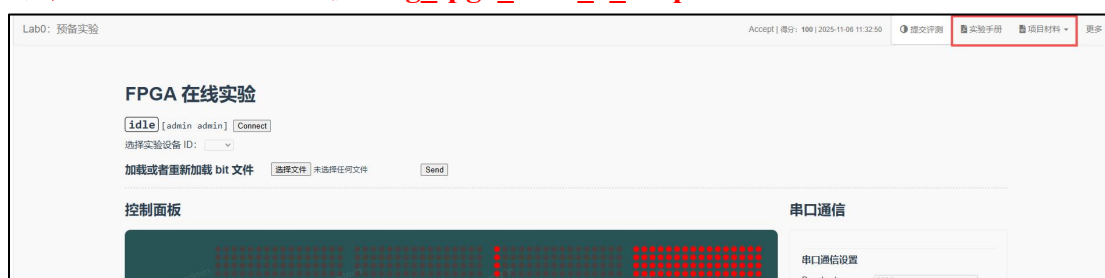 Lab0：预备实验
Accept | 得分：100 | 2025-11-06 11:32:50
提交评测
实验手册
项目材料
更多
FPGA 在线实验
idle [admin admin] Connect
选择实验设备 ID：
加载或者重新加载 bit 文件 选择文件 未选择任何文件 Send
控制面板
串口通信
串口通信设置